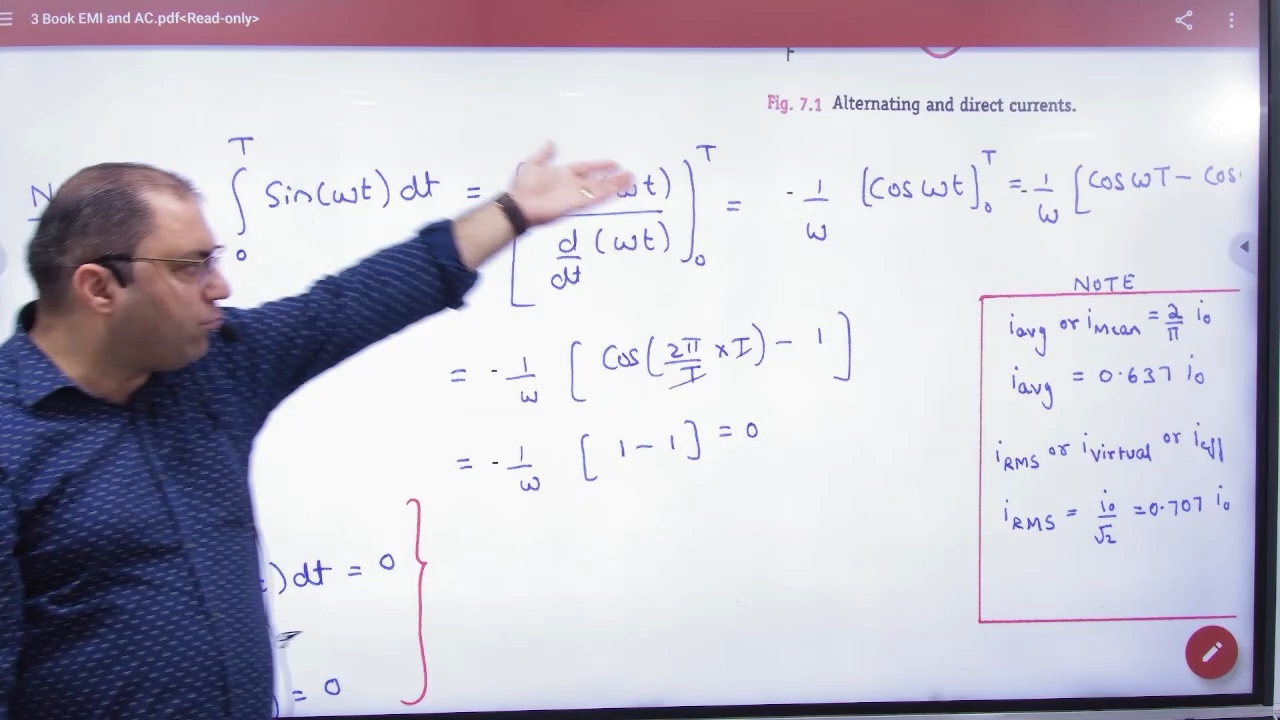 3 Book EMI and AC.pdf<Read-only>
Fig. 7.1 Alternating and direct currents.
N
∫₀ᵀ Sin(ωt) dt = [ ωt) / d/dt (ωt) ]₀ᵀ = - 1/ω [Cos ωt]₀ᵀ = - 1/ω [Cos ωT - Cos
= - 1/ω [ Cos(2π/T × T) - 1 ]
= - 1/ω [ 1 - 1 ] = 0
) dt = 0
= 0
NOTE
iavg or iMean = 2/π i₀
iavg = 0.637 i₀
iRMS or ivirtual or ieff
iRMS = i₀/√2 = 0.707 i₀